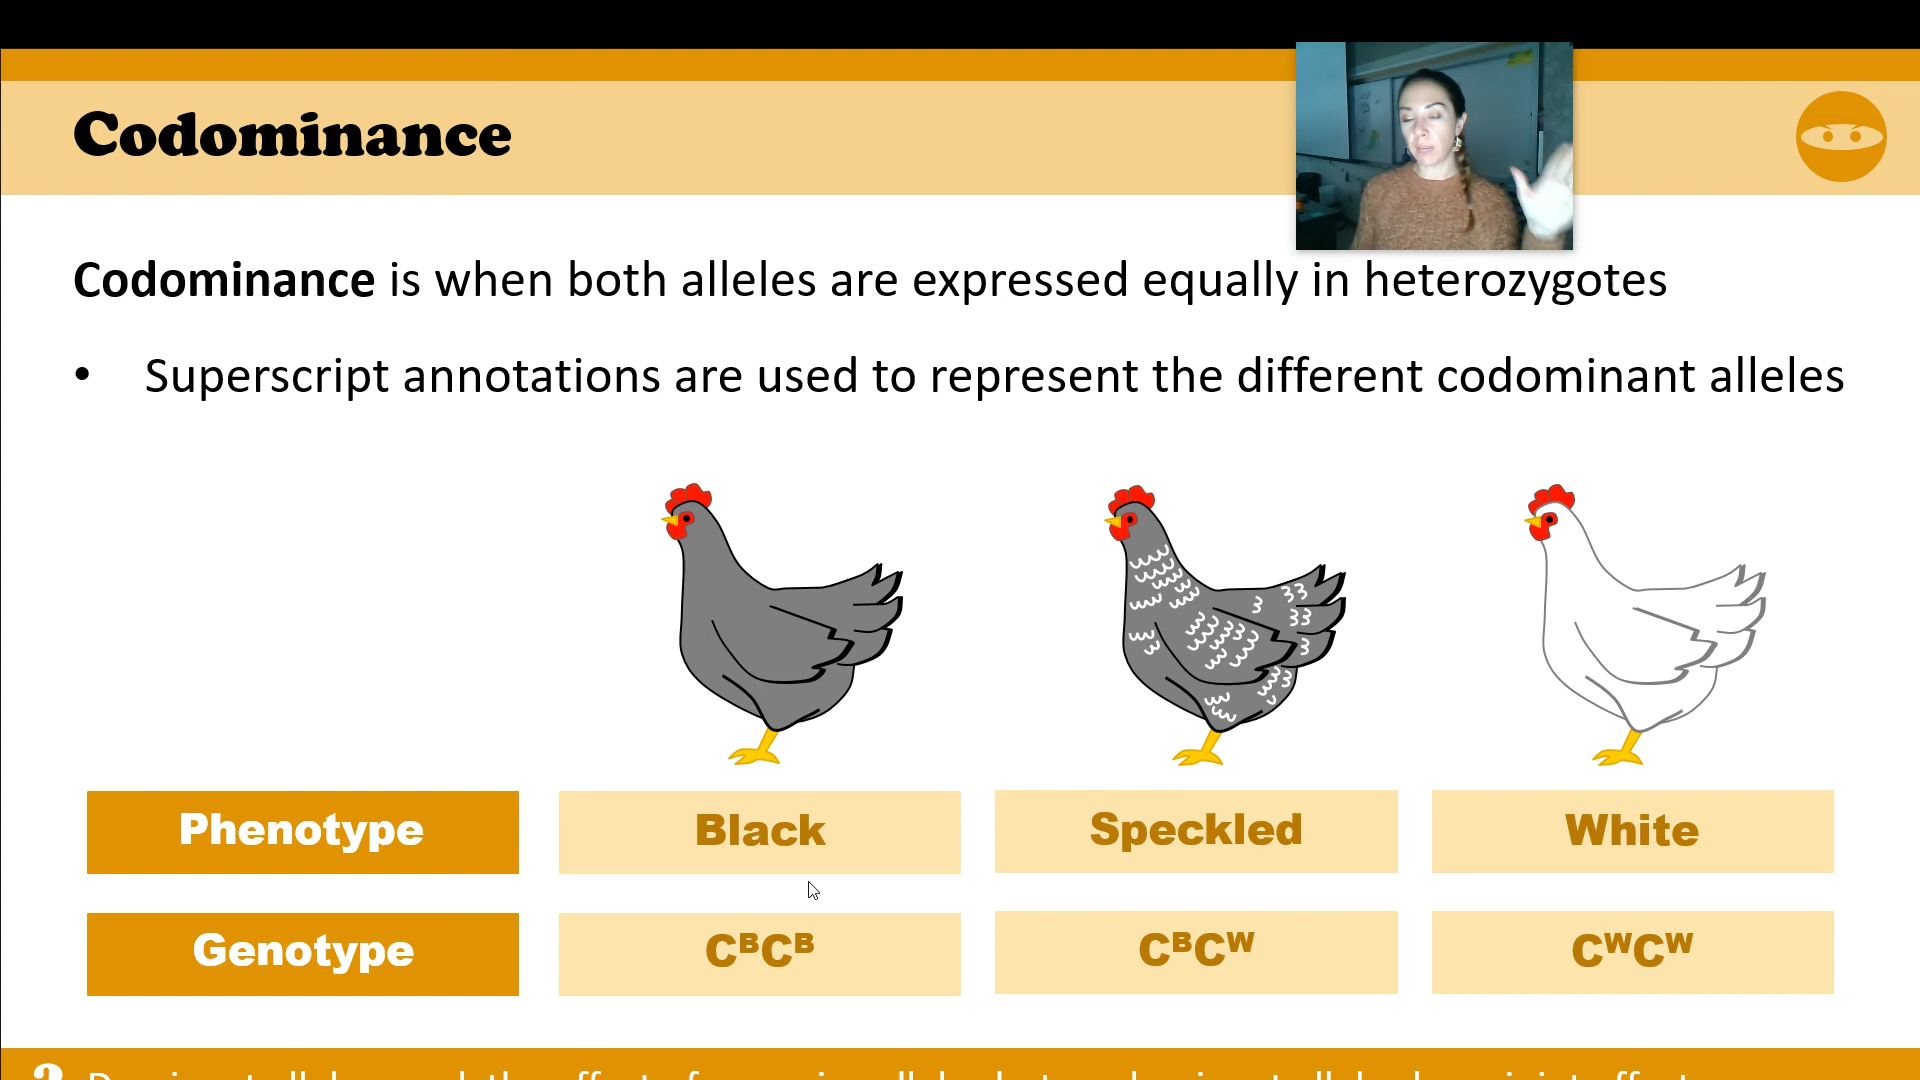 Codominance
Codominance is when both alleles are expressed equally in heterozygotes
• Superscript annotations are used to represent the different codominant alleles
Phenotype Black Speckled White
Genotype CᴮCᴮ CᴮCᵂ CᵂCᵂ